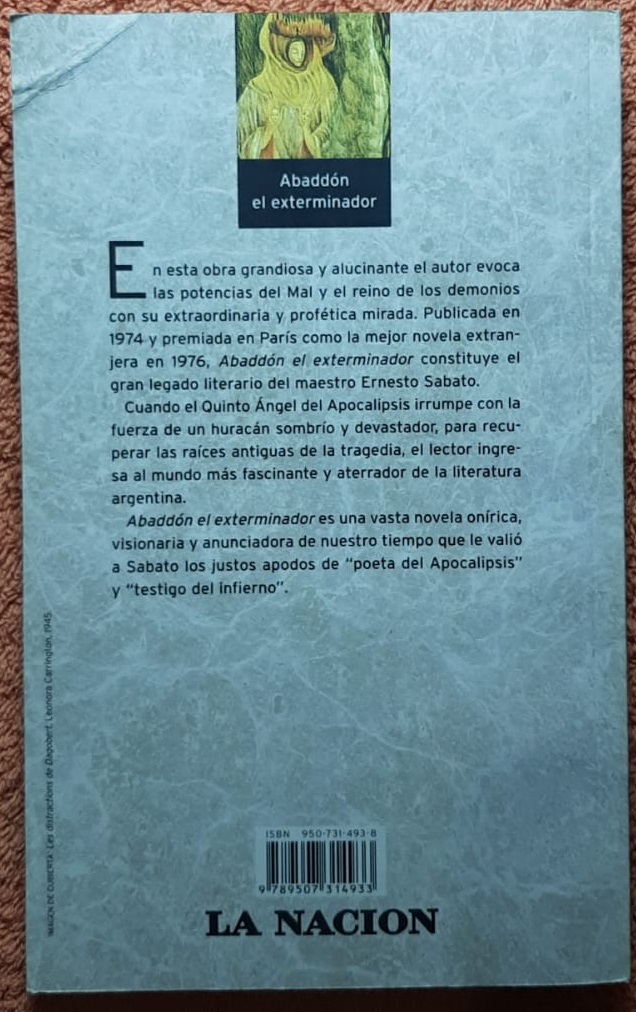 Abaddón
el exterminador
En esta obra grandiosa y alucinante el autor evoca
las potencias del Mal y el reino de los demonios
con su extraordinaria y profética mirada. Publicada en
1974 y premiada en París como la mejor novela extran-
jera en 1976, Abaddón el exterminador constituye el
gran legado literario del maestro Ernesto Sabato.
Cuando el Quinto Ángel del Apocalipsis irrumpe con la
fuerza de un huracán sombrío y devastador, para recu-
perar las raíces antiguas de la tragedia, el lector ingre-
sa al mundo más fascinante y aterrador de la literatura
argentina.
Abaddón el exterminador es una vasta novela onírica,
visionaria y anunciadora de nuestro tiempo que le valió
a Sabato los justos apodos de "poeta del Apocalipsis"
y "testigo del infierno".
IMAGEN DE CUBIERTA: Les distractions de Dagobert, Leonora Carrington, 1945.
ISBN 950-731-493-8
9 789507 314933
LA NACION